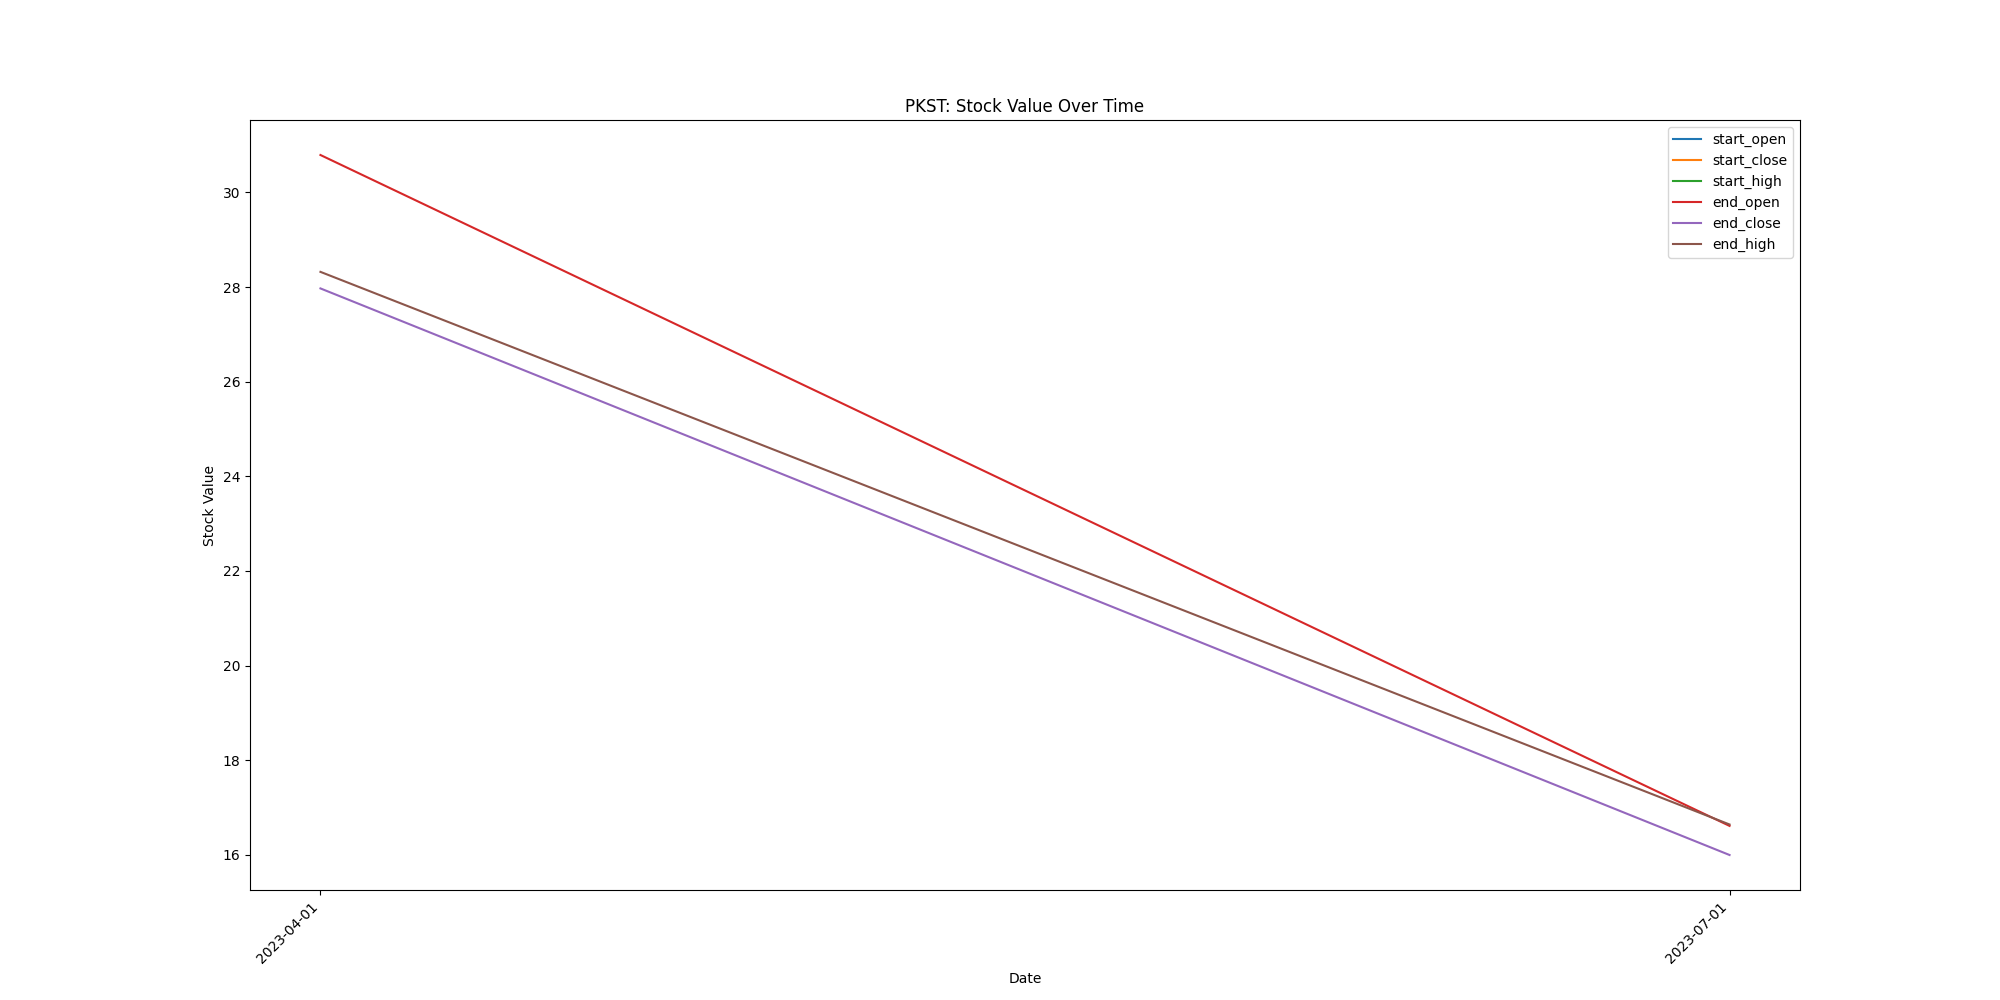 PKST: Stock Value Over Time
start_open
start_close
start_high
end_open
end_close
end_high
Stock Value
30
28
26
24
22
20
18
16
2023-04-01
2023-07-01
Date